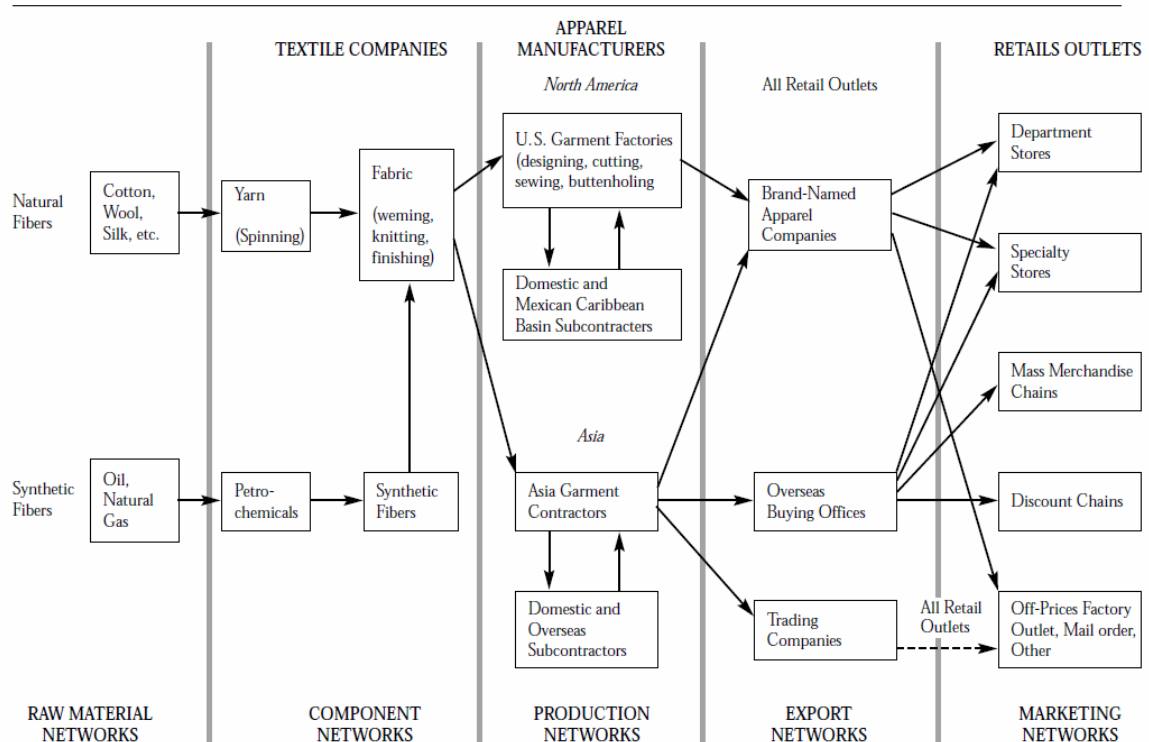 TEXTILE COMPANIES
APPAREL
MANUFACTURERS
RETAILS OUTLETS
North America
All Retail Outlets
Natural
Fibers
Cotton,
Wool,
Silk, etc.
Yarn
(Spinning)
Fabric
(weming,
knitting,
finishing)
U.S. Garment Factories
(designing, cutting,
sewing, buttenholing
Domestic and
Mexican Caribbean
Basin Subcontracters
Brand-Named
Apparel
Companies
Department
Stores
Specialty
Stores
Mass Merchandise
Chains
Asia
Synthetic
Fibers
Oil,
Natural
Gas
Petro-
chemicals
Synthetic
Fibers
Asia Garment
Contractors
Overseas
Buying Offices
Discount Chains
Domestic and
Overseas
Subcontractors
Trading
Companies
All Retail
Outlets
Off-Prices Factory
Outlet, Mail order,
Other
RAW MATERIAL
NETWORKS
COMPONENT
NETWORKS
PRODUCTION
NETWORKS
EXPORT
NETWORKS
MARKETING
NETWORKS